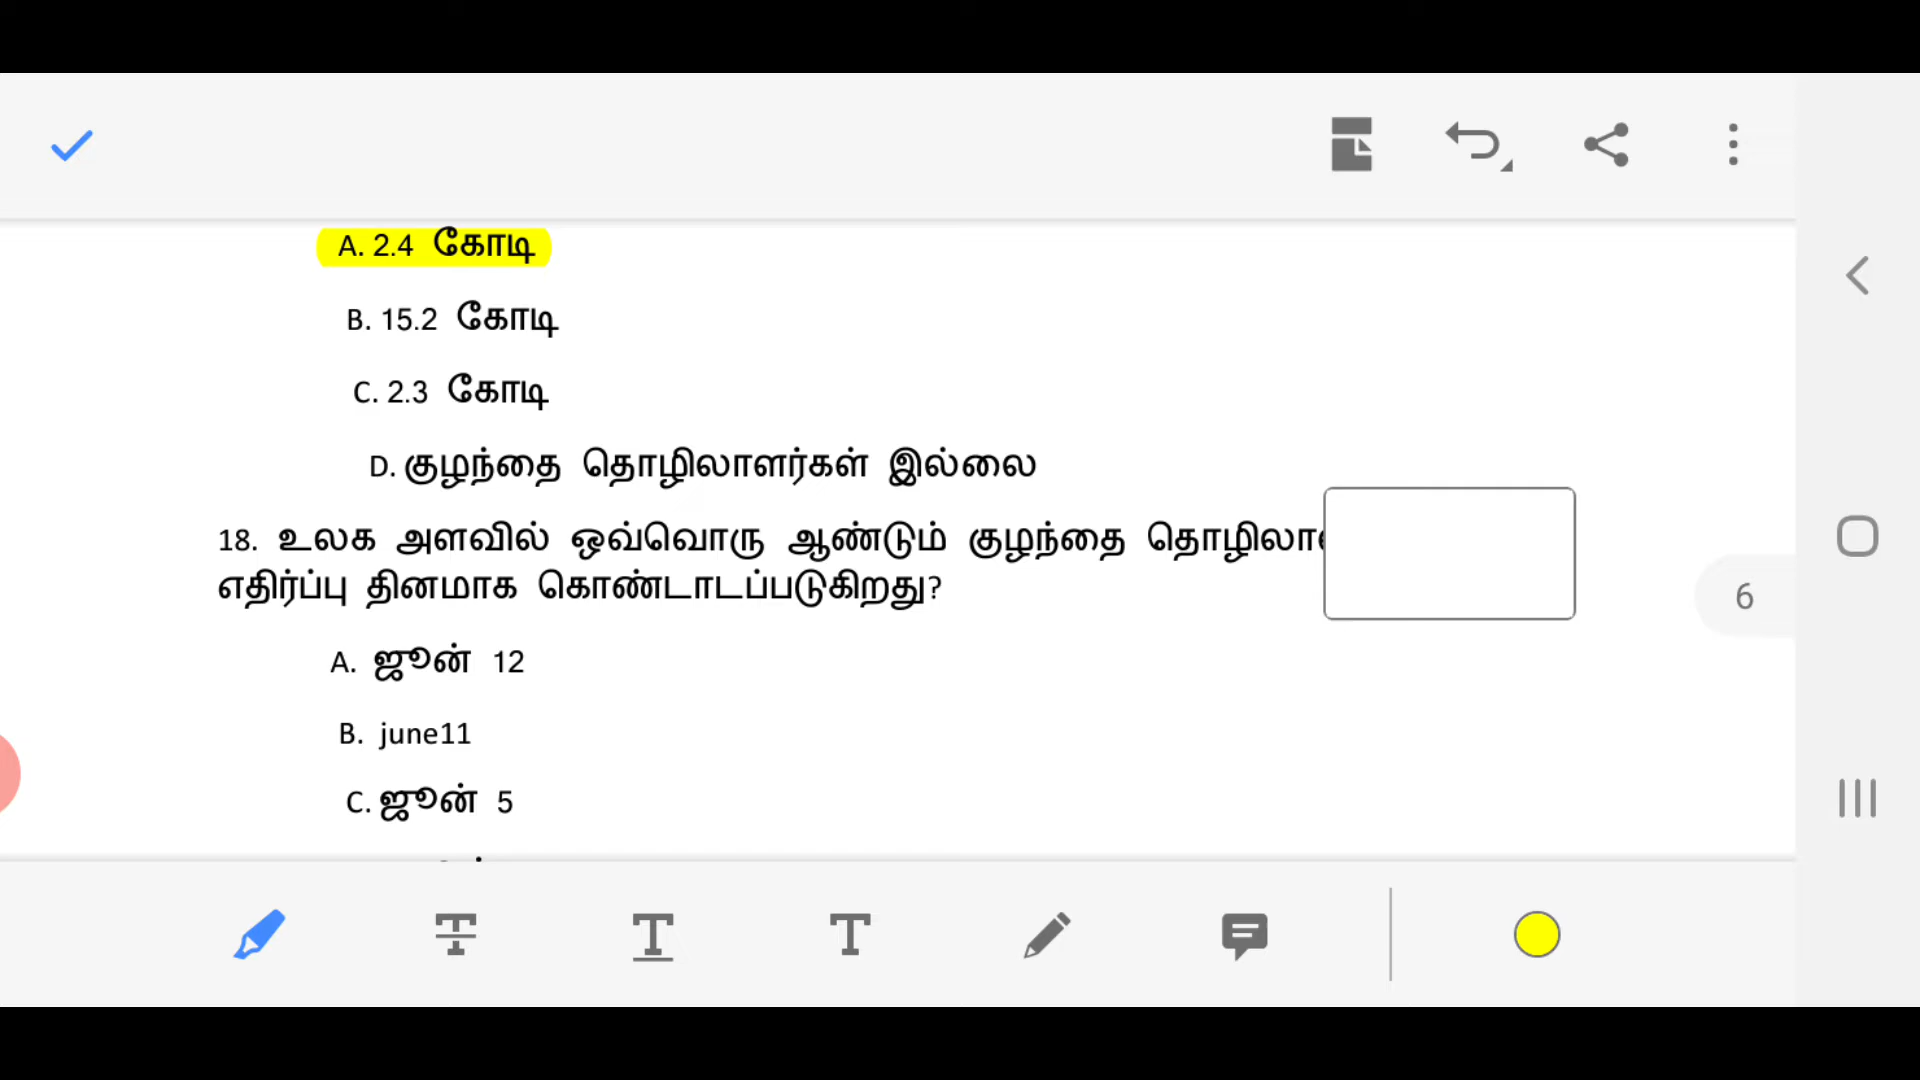 A. 2.4 கோடி
B. 15.2 கோடி
C. 2.3 கோடி
D. குழந்தை தொழிலாளர்கள் இல்லை
18. உலக அளவில் ஒவ்வொரு ஆண்டும் குழந்தை
எதிர்ப்பு தினமாக கொண்டாடப்படுகிறது?
6
A. ஜூன் 12
B. june11
C. ஜூன் 5